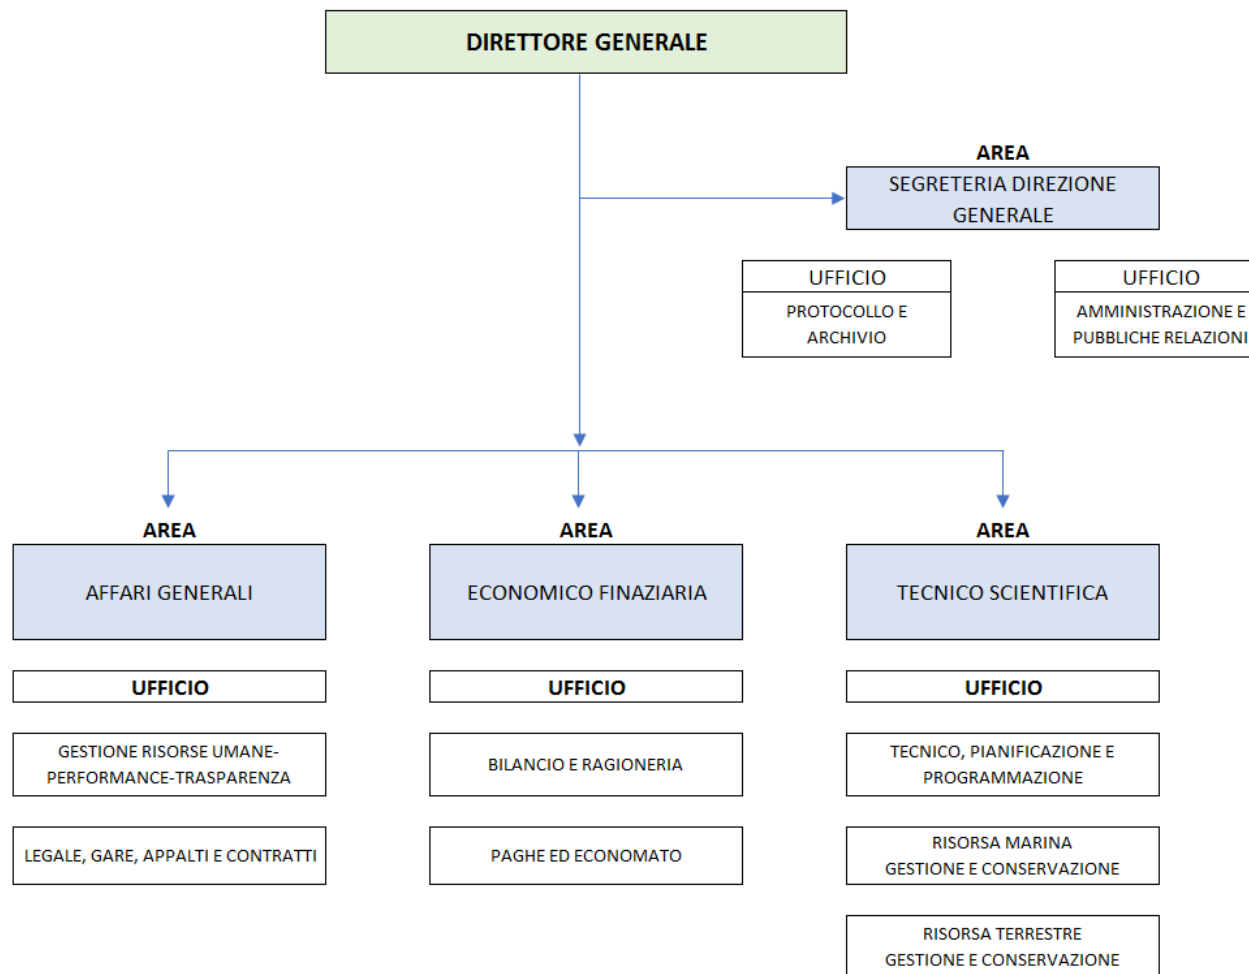 DIRETTORE GENERALE
AREA
SEGRETERIA DIREZIONE
GENERALE
UFFICIO
PROTOCOLLO E
ARCHIVIO
UFFICIO
AMMINISTRAZIONE E
PUBBLICHE RELAZIONI
AREA
AFFARI GENERALI
UFFICIO
GESTIONE RISORSE UMANE-
PERFORMANCE-TRASPARENZA
LEGALE, GARE, APPALTI E CONTRATTI
AREA
ECONOMICO FINAZIARIA
UFFICIO
BILANCIO E RAGIONERIA
PAGHE ED ECONOMATO
AREA
TECNICO SCIENTIFICA
UFFICIO
TECNICO, PIANIFICAZIONE E
PROGRAMMAZIONE
RISORSA MARINA
GESTIONE E CONSERVAZIONE
RISORSA TERRESTRE
GESTIONE E CONSERVAZIONE